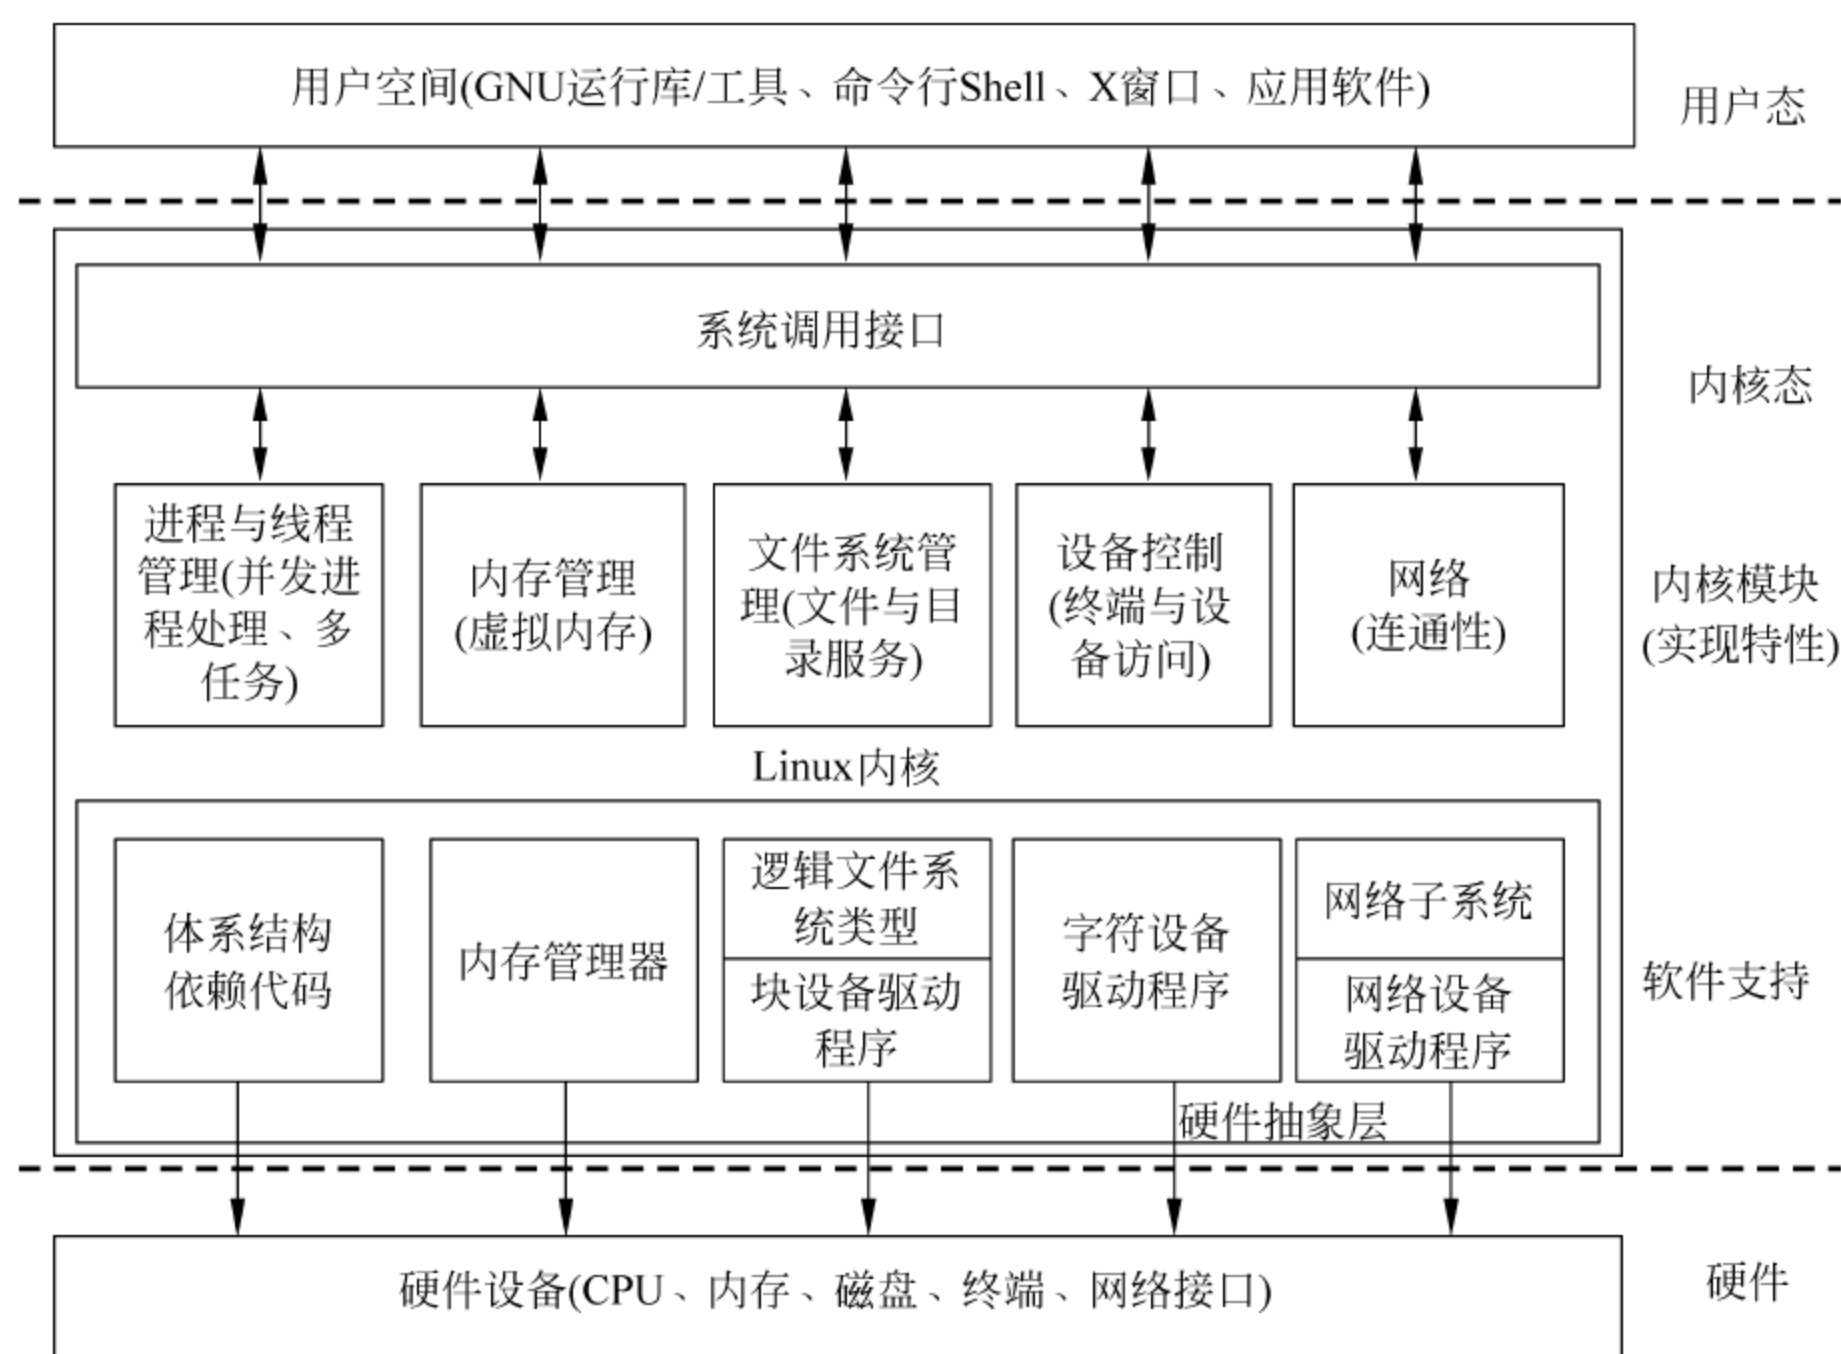 用户空间(GNU运行库/工具、命令行Shell、X窗口、应用软件)
用户态
系统调用接口
内核态
进程与线程
管理(并发进
程处理、多
任务)
内存管理
(虚拟内存)
文件系统管
理(文件与目
录服务)
设备控制
(终端与设
备访问)
网络
(连通性)
内核模块
(实现特性)
Linux内核
体系结构
依赖代码
内存管理器
逻辑文件系
统类型
块设备驱动
程序
字符设备
驱动程序
网络子系统
网络设备
驱动程序
软件支持
硬件抽象层
硬件设备(CPU、内存、磁盘、终端、网络接口)
硬件